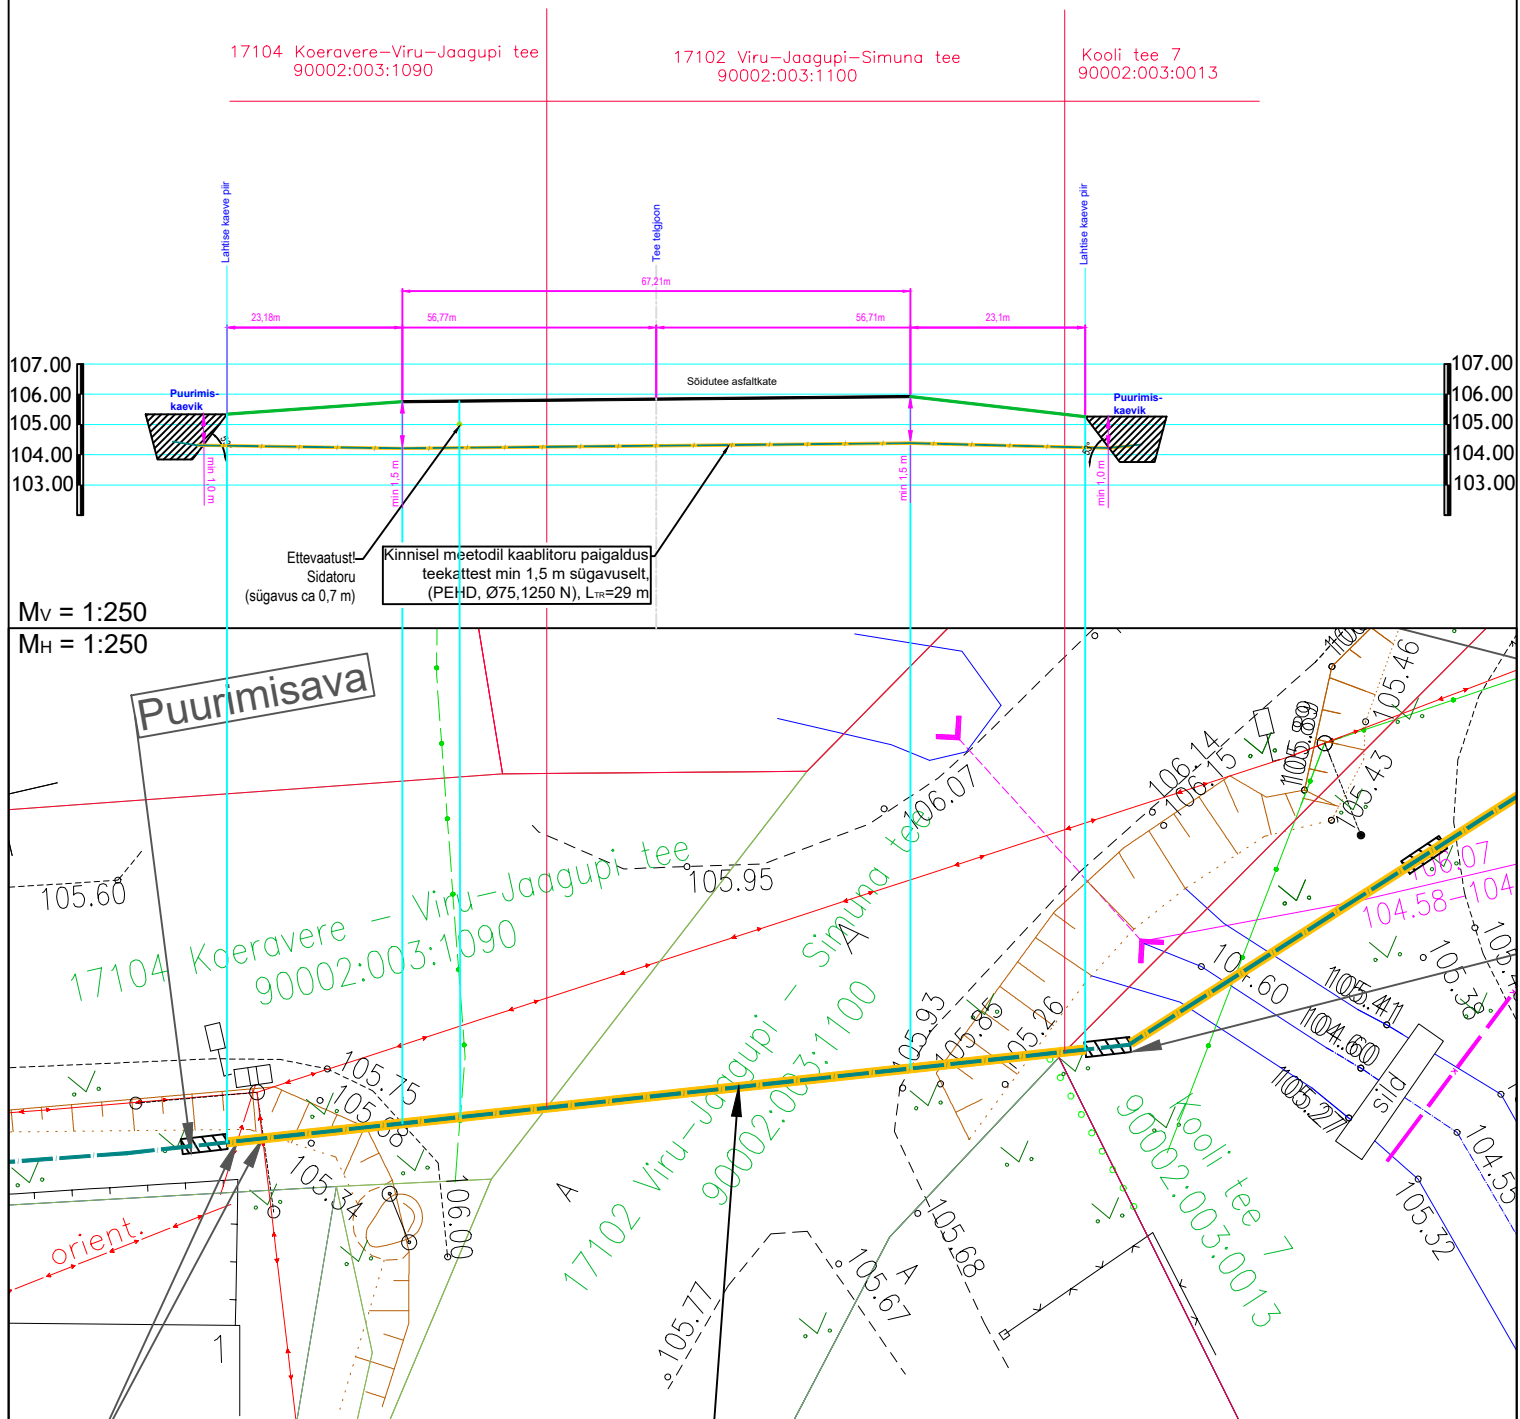 17104 Koeravere-Viru-Jaagupi tee
90002:003:1090
17102 Viru-Jaagupi-Simuna tee
90002:003:1100
Kooli tee 7
90002:003:0013
Lahtise kaeve piir
Tee telgjoon
Lahtise kaeve piir
67,21m
23,18m
56,77m
56,71m
23,1m
107.00
106.00
105.00
104.00
103.00
107.00
106.00
105.00
104.00
103.00
Puurimis-
kaevik
Sõidutee asfaltkate
Puurimis-
kaevik
min 1,0 m
min 1,5 m
min 1,5 m
min 1,0 m
Ettevaatust!
Sidatoru
(sügavus ca 0,7 m)
Kinnisel meetodil kaablitoru paigaldus
teekattest min 1,5 m sügavuselt,
(PEHD, Ø75,1250 N), LTR=29 m
MV = 1:250
MH = 1:250
Puurimisava
105.46
105.89
105.43
106.14
106.15
106.07
105.95
105.60
17104 Koeravere - Viru-Jaagupi tee
90002:003:1090
17102 Viru-Jaagupi - Simuna tee
90002:003:1100
Kooli tee 7
90002:003:0013
106.07
104.58-104
105.38
105.41
104.60
105.27
sild
104.55
105.32
105.93
105.85
105.26
105.75
105.34
106.00
orient.
105.68
105.67
105.77
A
A
A
1